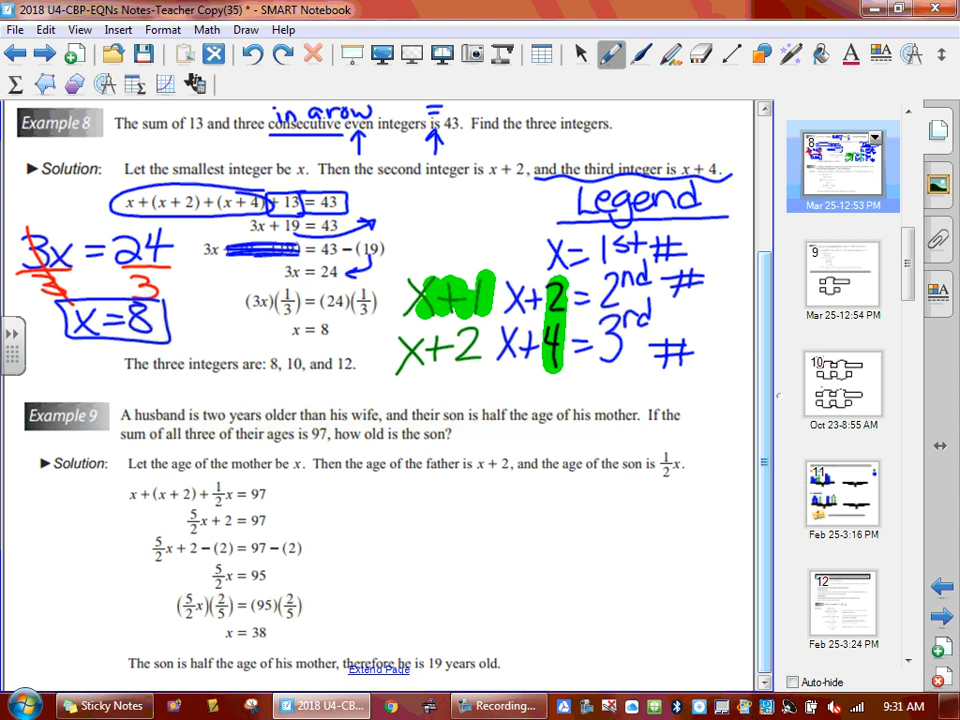 2018 U4-CBP-EQNs Notes-Teacher Copy(35) * - SMART Notebook
File Edit View Insert Format Math Draw Help
in a row =
Example 8 The sum of 13 and three consecutive even integers is 43. Find the three integers.
►Solution: Let the smallest integer be x. Then the second integer is x + 2, and the third integer is x + 4.
x + (x + 2) + (x + 4) + 13 = 43
Legend
3x + 19 = 43
3x = 43 − (19)
3x = 24
(3x)(1/3) = (24)(1/3)
x = 8
The three integers are: 8, 10, and 12.
3x = 24
3 3
x = 8
x = 1st #
x+1 x+2 = 2nd #
x+2 x+4 = 3rd #
Example 9 A husband is two years older than his wife, and their son is half the age of his mother. If the
sum of all three of their ages is 97, how old is the son?
►Solution: Let the age of the mother be x. Then the age of the father is x + 2, and the age of the son is 1/2 x.
x + (x + 2) + 1/2 x = 97
5/2 x + 2 = 97
5/2 x + 2 − (2) = 97 − (2)
5/2 x = 95
(5/2 x)(2/5) = (95)(2/5)
x = 38
The son is half the age of his mother, therefore he is 19 years old.
Extend Page
8
Mar 25-12:53 PM
9
Mar 25-12:54 PM
10
Oct 23-8:55 AM
11
Feb 25-3:16 PM
12
Feb 25-3:24 PM
Auto-hide
Sticky Notes
2018 U4-CB...
Recording...
9:31 AM